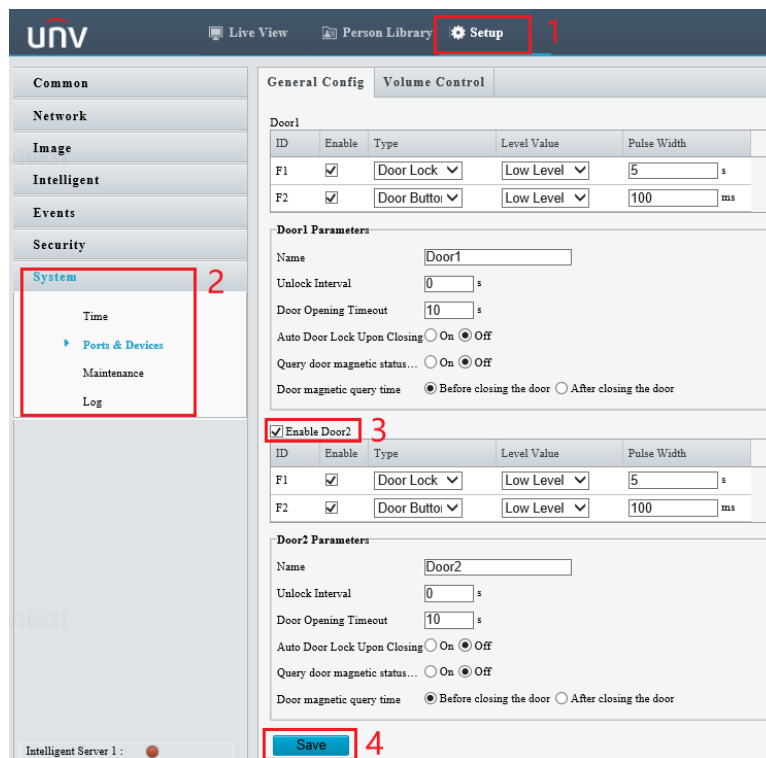 unv
Live View Person Library Setup 1
Common
Network
Image
Intelligent
Events
Security
System 2
Time
Ports & Devices
Maintenance
Log
General Config Volume Control
Door1
ID Enable Type Level Value Pulse Width
F1 Door Lock Low Level 5 s
F2 Door Buttor Low Level 100 ms
Door1 Parameters
Name Door1
Unlock Interval 0 s
Door Opening Timeout 10 s
Auto Door Lock Upon Closing On Off
Query door magnetic status... On Off
Door magnetic query time Before closing the door After closing the door
Enable Door2 3
ID Enable Type Level Value Pulse Width
F1 Door Lock Low Level 5 s
F2 Door Buttor Low Level 100 ms
Door2 Parameters
Name Door2
Unlock Interval 0 s
Door Opening Timeout 10 s
Auto Door Lock Upon Closing On Off
Query door magnetic status... On Off
Door magnetic query time Before closing the door After closing the door
Save 4
Intelligent Server 1 :